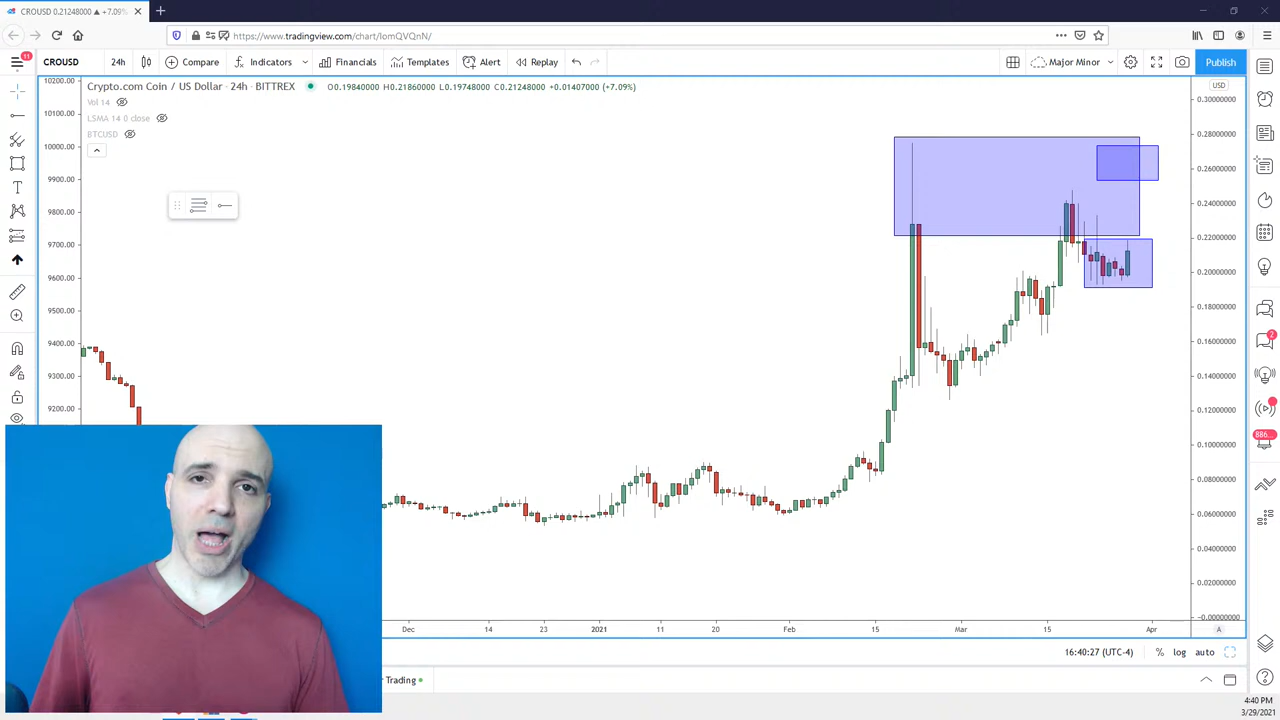 CROUSD 0.21248000 ▲ +7.09%
https://www.tradingview.com/chart/IomQVQnN/
11
CROUSD 24h Compare Indicators Financials Templates Alert Replay Major Minor Publish
Crypto.com Coin / US Dollar · 24h · BITTREX O0.19840000 H0.21860000 L0.19748000 C0.21248000 +0.01407000 (+7.09%)
Vol 14
LSMA 14 0 close
BTCUSD
10200.00
10100.00
10000.00
9900.00
9800.00
9700.00
9600.00
9500.00
9400.00
9300.00
9200.00
USD
0.30000000
0.28000000
0.26000000
0.24000000
0.22000000
0.20000000
0.18000000
0.16000000
0.14000000
0.12000000
0.10000000
0.08000000
0.06000000
0.04000000
0.02000000
-0.00000000
2
886...
Dec 14 23 2021 11 20 Feb 15 Mar 15 Apr A
16:40:27 (UTC-4) % log auto
Trading
4:40 PM
3/29/2021